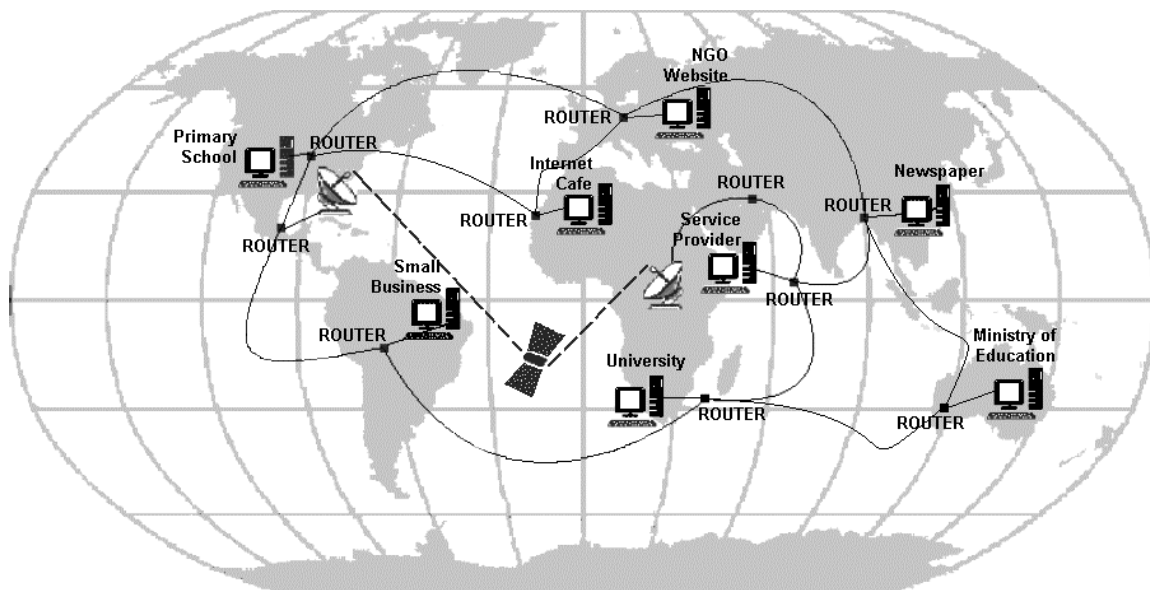 NGO
Website
ROUTER
Primary
School
ROUTER
Internet
Cafe
ROUTER
ROUTER
Newspaper
ROUTER
Service
Provider
ROUTER
ROUTER
Small
Business
ROUTER
University
ROUTER
Ministry of
Education
ROUTER